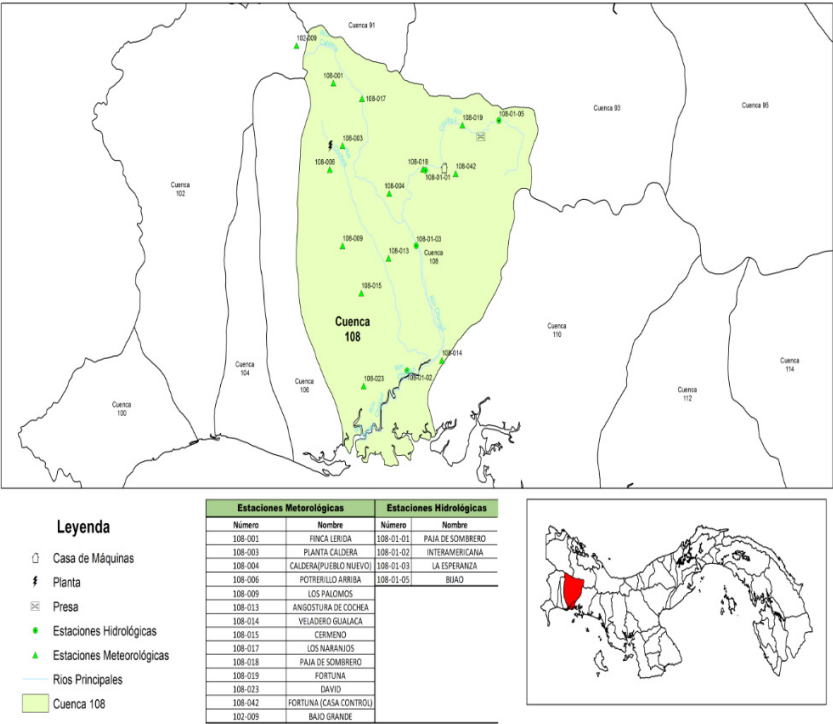 Cuenca 91
102-009
108-001
108-017
Cuenca 93
Cuenca 95
108-019
108-01-05
108-003
108-006
108-018
108-01-01
108-042
108-004
Cuenca
102
108-009
108-01-03
108-013
Cuenca
108
108-015
Cuenca
108
Cuenca
110
108-014
Cuenca
114
Cuenca
104
Cuenca
106
108-023
108-01-02
Cuenca
112
Cuenca
100
Leyenda
Casa de Máquinas
Planta
Presa
Estaciones Hidrológicas
Estaciones Meteorológicas
Rios Principales
Cuenca 108
Estaciones Metorológicas Estaciones Hidrológicas
Número Nombre Número Nombre
108-001 FINCA LERIDA 108-01-01 PAJA DE SOMBRERO
108-003 PLANTA CALDERA 108-01-02 INTERAMERICANA
108-004 CALDERA(PUEBLO NUEVO) 108-01-03 LA ESPERANZA
108-006 POTRERILLO ARRIBA 108-01-05 BIJAO
108-009 LOS PALOMOS
108-013 ANGOSTURA DE COCHEA
108-014 VELADERO GUALACA
108-015 CERMENO
108-017 LOS NARANJOS
108-018 PAJA DE SOMBRERO
108-019 FORTUNA
108-023 DAVID
108-042 FORTUNA (CASA CONTROL)
102-009 BAJO GRANDE